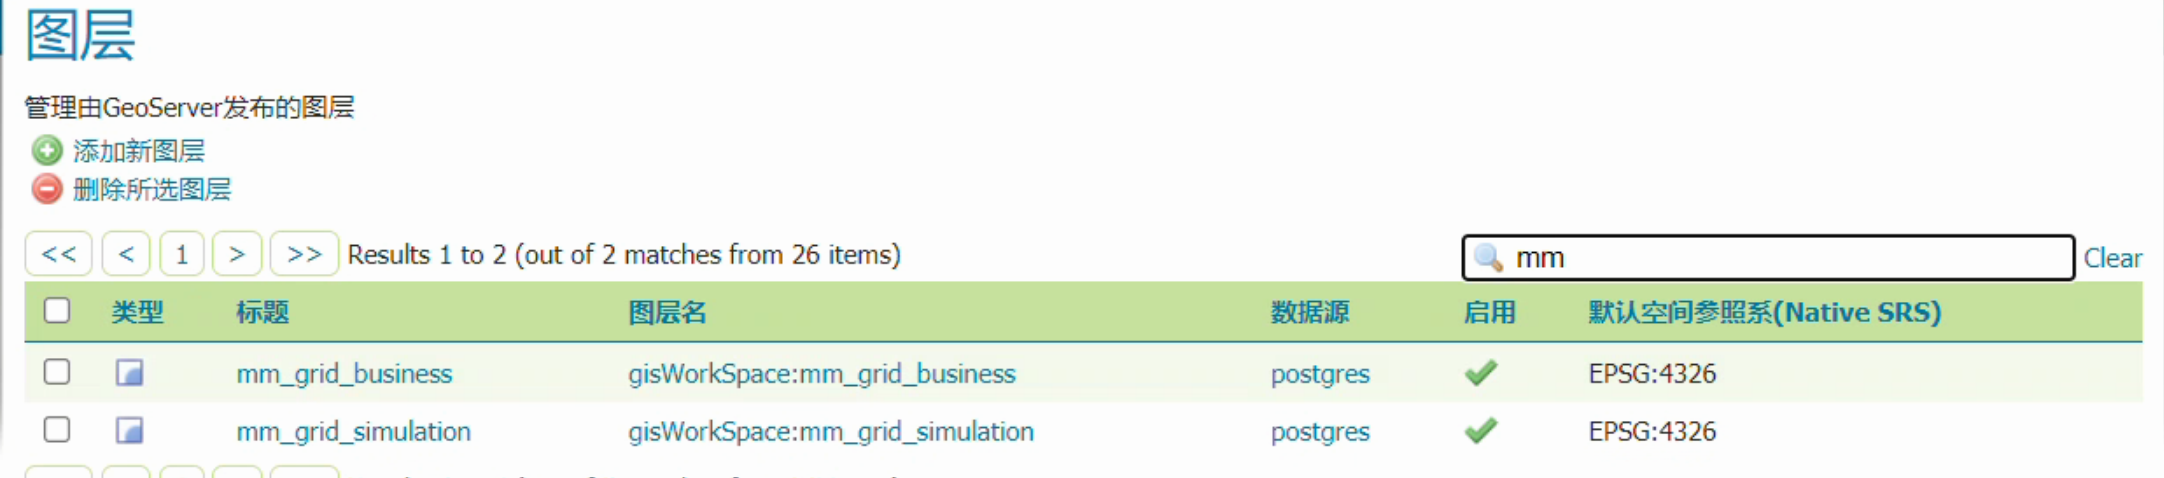 图层
管理由GeoServer发布的图层
添加新图层
删除所选图层
<< < 1 > >> Results 1 to 2 (out of 2 matches from 26 items) mm Clear
类型 标题 图层名 数据源 启用 默认空间参照系(Native SRS)
mm_grid_business gisWorkSpace:mm_grid_business postgres EPSG:4326
mm_grid_simulation gisWorkSpace:mm_grid_simulation postgres EPSG:4326